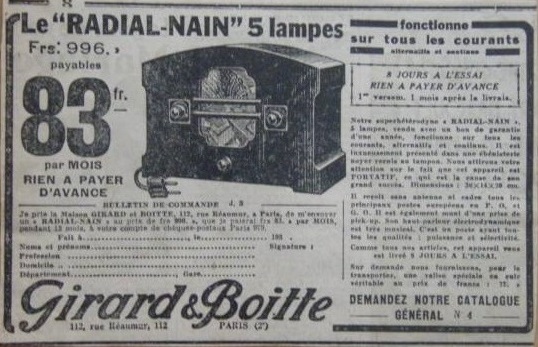 Le "RADIAL-NAIN" 5 lampes
Frs: 996. »
payables
83 fr.
par MOIS
RIEN A PAYER
D'AVANCE
fonctionne
sur tous les courants
alternatifs et continus
8 JOURS A L'ESSAI
RIEN A PAYER D'AVANCE
1er versem. 1 mois après la livrais.
Notre superhétérodyne « RADIAL-NAIN »,
5 lampes, vendu avec un bon de garantie
d'une année, fonctionne sur tous les
courants, alternatifs et continus. Il est
luxueusement présenté dans une ébénisterie
noyer vernie au tampon. Nous attirons votre
attention sur le fait que cet appareil est
PORTATIF, ce qui est la cause de son
grand succès. Dimensions :
Il reçoit sans antenne ni cadre tous les
principaux postes européens en P. O. et
G. O. Il est également muni d'une prise de
pick-up. Son haut-parleur électrodynamique
est très musical. C'est un poste ayant tou-
tes les qualités : puissance et sélectivité.
Comme tous nos articles, cet appareil vous
est livré 8 JOURS A L'ESSAI.
Sur demande nous fournissons, pour le
transporter, une valise spéciale en cuir
véritable au prix de francs :
DEMANDEZ NOTRE CATALOGUE
GÉNÉRAL N° 4
BULLETIN DE COMMANDE J. 3
Je prie la Maison GIRARD et BOITTE, 112, rue Réaumur, à Paris, de m'envoyer
un « RADIAL-NAIN » au prix de frs 996, que je paierai frs 83. » par MOIS,
pendant 12 mois, à votre compte de chèques-postaux Paris 979.
Fait à , le 193 .
Nom et prénoms Signature :
Profession
Domicile
Département, Gare
Girard & Boitte
112, rue Réaumur, 112 PARIS (2e)